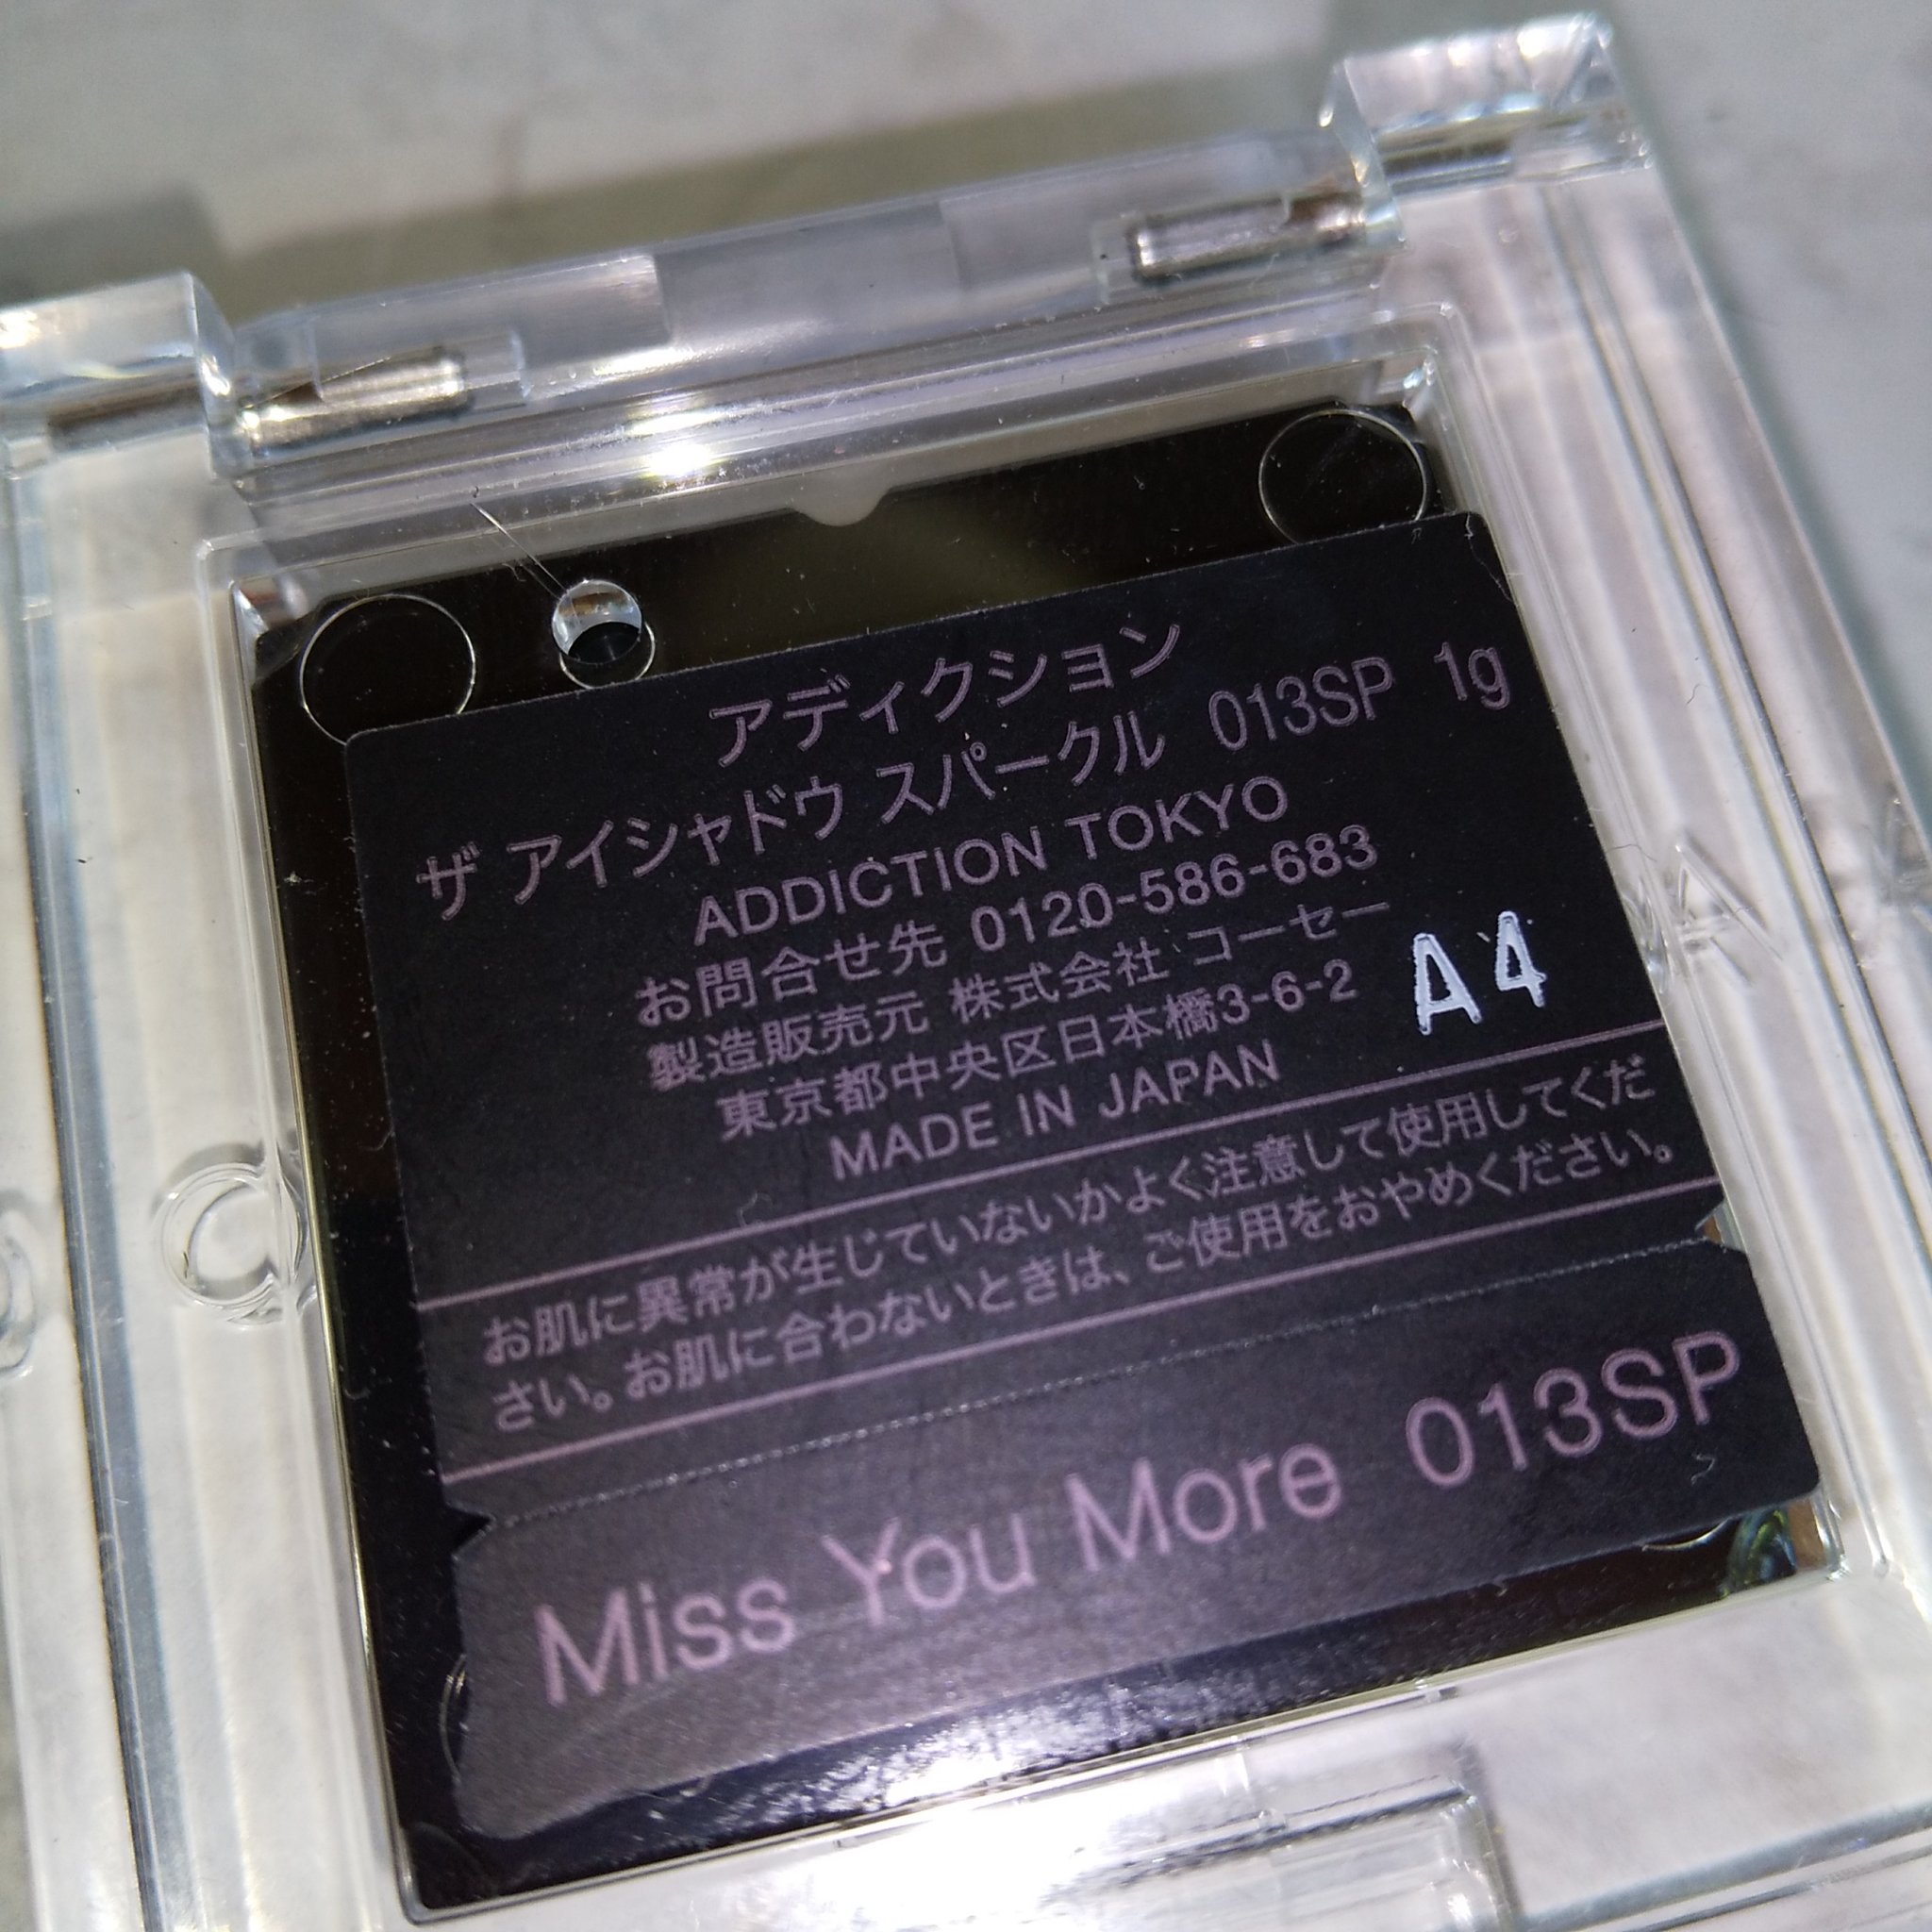 アディクション
ザ アイシャドウ スパークル 013SP 1g
ADDICTION TOKYO
お問合せ先 0120-586-683
製造販売元 株式会社 コーセー
東京都中央区日本橋3-6-2
MADE IN JAPAN
A4
お肌に異常が生じていないかよく注意して使用してくだ
さい。お肌に合わないときは、ご使用をおやめください。
Miss You More 013SP